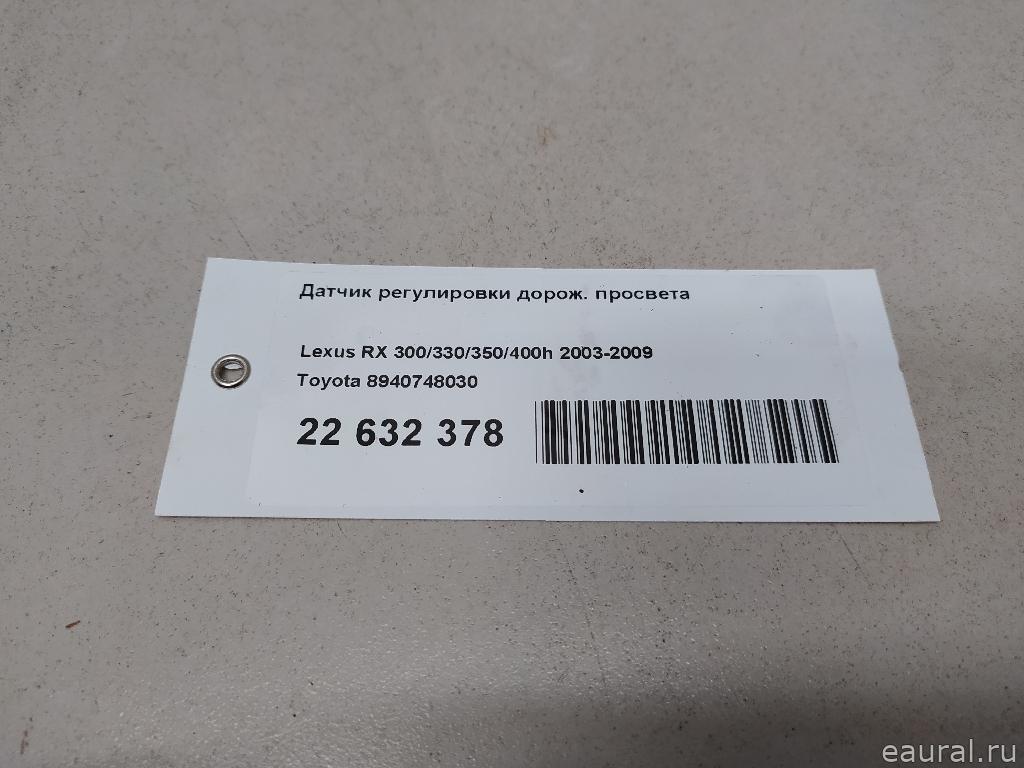 Датчик регулировки дорож. просвета
Lexus RX 300/330/350/400h 2003-2009
Toyota 8940748030
22 632 378
eaural.ru